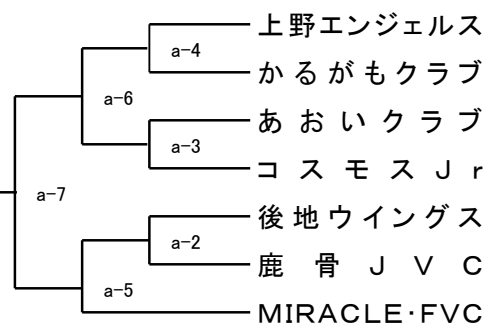 上野エンジェルス
a-4
かるがもクラブ
a-6
あおいクラブ
a-3
コスモスJr
a-7
後地ウイングス
a-2
鹿骨JVC
a-5
MIRACLE・FVC